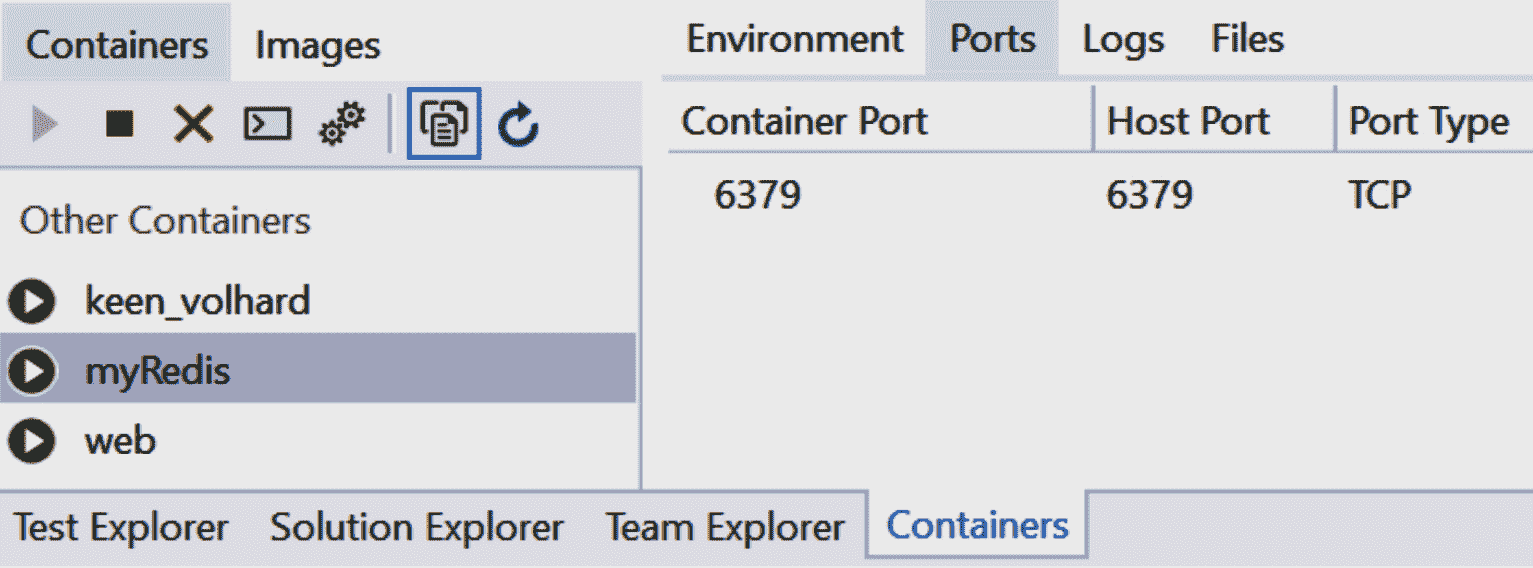 Containers Images
Environment Ports Logs Files
Container Port Host Port Port Type
6379 6379 TCP
Other Containers
keen_volhard
myRedis
web
Test Explorer Solution Explorer Team Explorer Containers